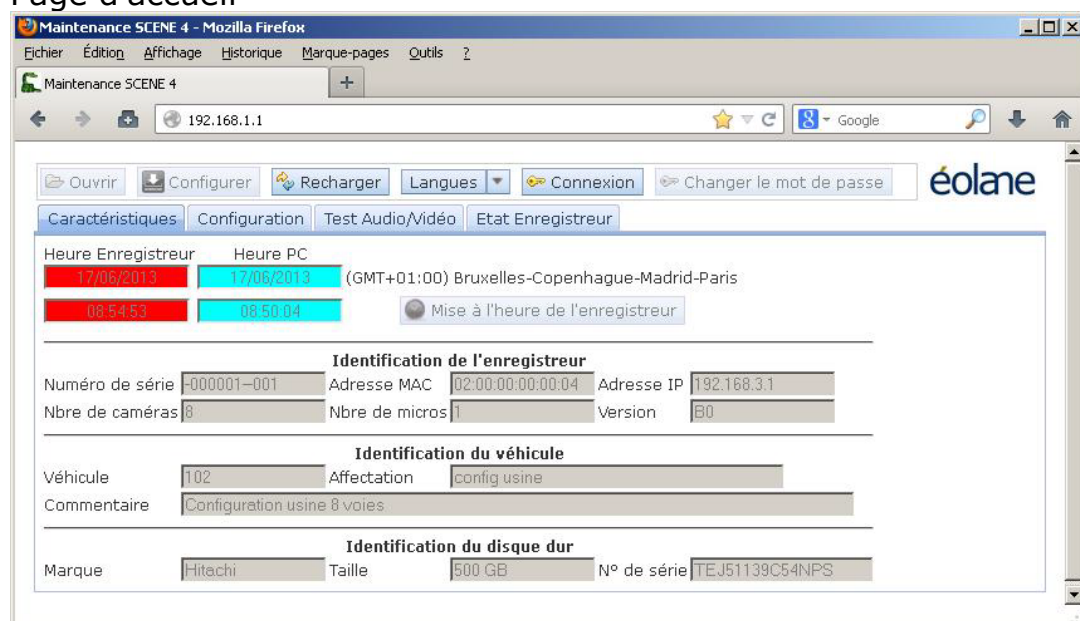 Page d'accueil
Maintenance SCENE 4 - Mozilla Firefox
Fichier Édition Affichage Historique Marque-pages Outils ?
Maintenance SCENE 4 +
192.168.1.1 Google
Ouvrir Configurer Recharger Langues Connexion Changer le mot de passe éolane
Caractéristiques Configuration Test Audio/Vidéo Etat Enregistreur
Heure Enregistreur Heure PC
17/06/2013 17/06/2013 (GMT+01:00) Bruxelles-Copenhague-Madrid-Paris
08:54:53 08:50:04 Mise à l'heure de l'enregistreur
Identification de l'enregistreur
Numéro de série -000001--001 Adresse MAC 02:00:00:00:00:04 Adresse IP 192.168.3.1
Nbre de caméras 8 Nbre de micros 1 Version B0
Identification du véhicule
Véhicule 102 Affectation config usine
Commentaire Configuration usine 8 voies
Identification du disque dur
Marque Hitachi Taille 500 GB N° de série TEJ51139C54NPS